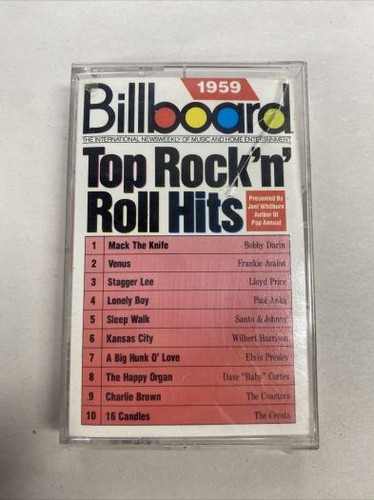 1959
Billboard
THE INTERNATIONAL NEWSWEEKLY OF MUSIC AND HOME ENTERTAINMENT
Top Rock'n'
Roll Hits
Presented By
Joel Whitburn
Author Of
Pop Annual
1 Mack The Knife Bobby Darin
2 Venus Frankie Avalon
3 Stagger Lee Lloyd Price
4 Lonely Boy Paul Anka
5 Sleep Walk Santo & Johnny
6 Kansas City Wilbert Harrison
7 A Big Hunk O' Love Elvis Presley
8 The Happy Organ Dave "Baby" Cortez
9 Charlie Brown The Coasters
10 16 Candles The Crests